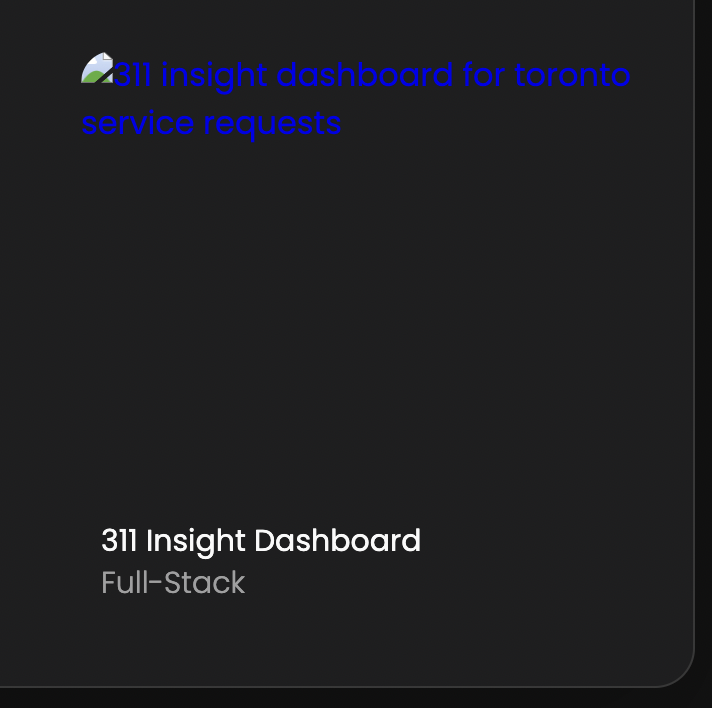 311 insight dashboard for toronto
service requests
311 Insight Dashboard
Full-Stack